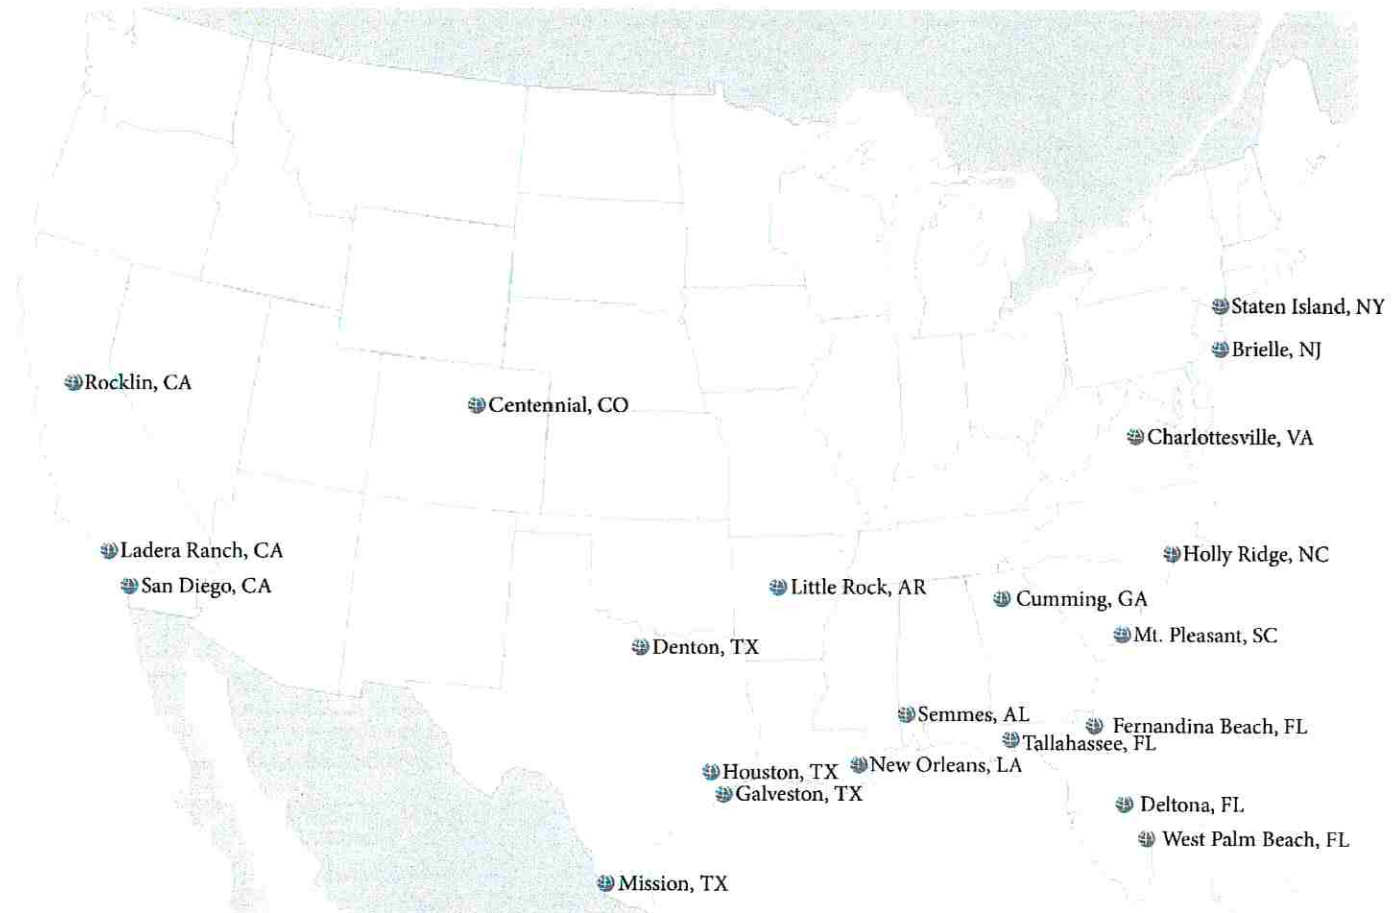 Staten Island, NY
Brielle, NJ
Rocklin, CA
Centennial, CO
Charlottesville, VA
Ladera Ranch, CA
Holly Ridge, NC
San Diego, CA
Little Rock, AR
Cumming, GA
Mt. Pleasant, SC
Denton, TX
Semmes, AL
Fernandina Beach, FL
Tallahassee, FL
New Orleans, LA
Houston, TX
Galveston, TX
Deltona, FL
West Palm Beach, FL
Mission, TX